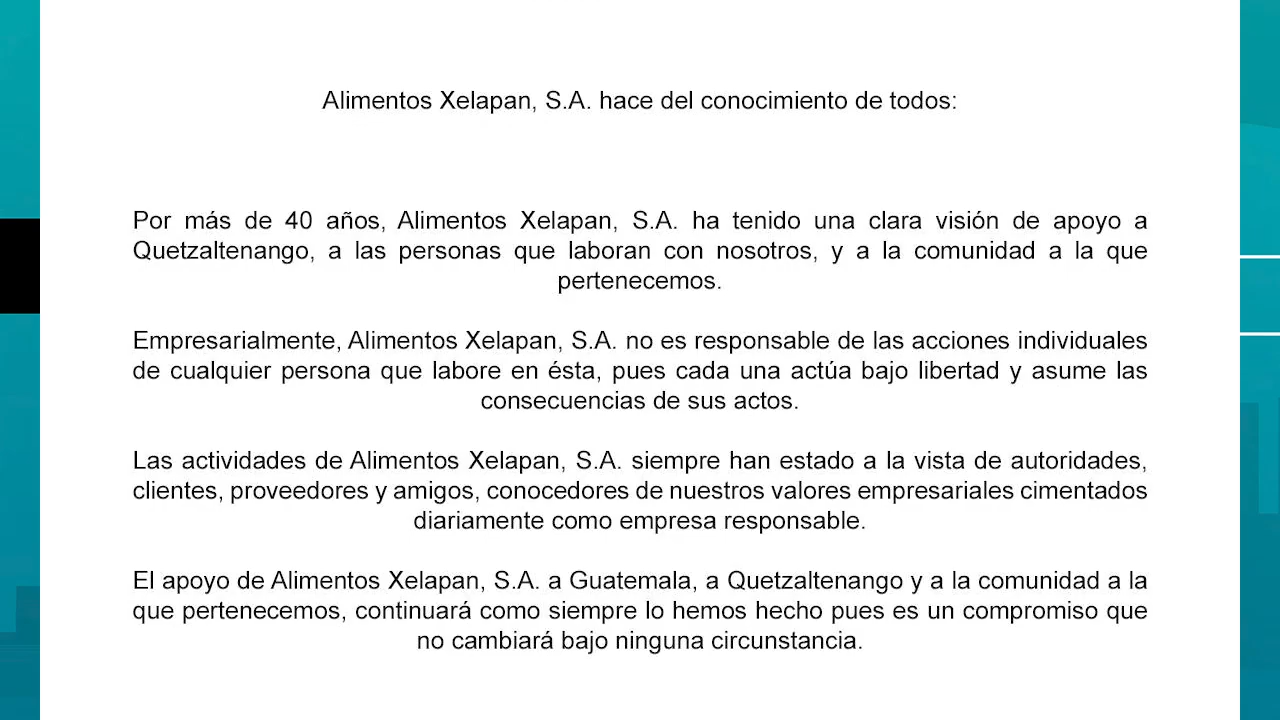 Alimentos Xelapan, S.A. hace del conocimiento de todos:
Por más de 40 años, Alimentos Xelapan, S.A. ha tenido una clara visión de apoyo a
Quetzaltenango, a las personas que laboran con nosotros, y a la comunidad a la que
pertenecemos.
Empresarialmente, Alimentos Xelapan, S.A. no es responsable de las acciones individuales
de cualquier persona que labore en ésta, pues cada una actúa bajo libertad y asume las
consecuencias de sus actos.
Las actividades de Alimentos Xelapan, S.A. siempre han estado a la vista de autoridades,
clientes, proveedores y amigos, conocedores de nuestros valores empresariales cimentados
diariamente como empresa responsable.
El apoyo de Alimentos Xelapan, S.A. a Guatemala, a Quetzaltenango y a la comunidad a la
que pertenecemos, continuará como siempre lo hemos hecho pues es un compromiso que
no cambiará bajo ninguna circunstancia.